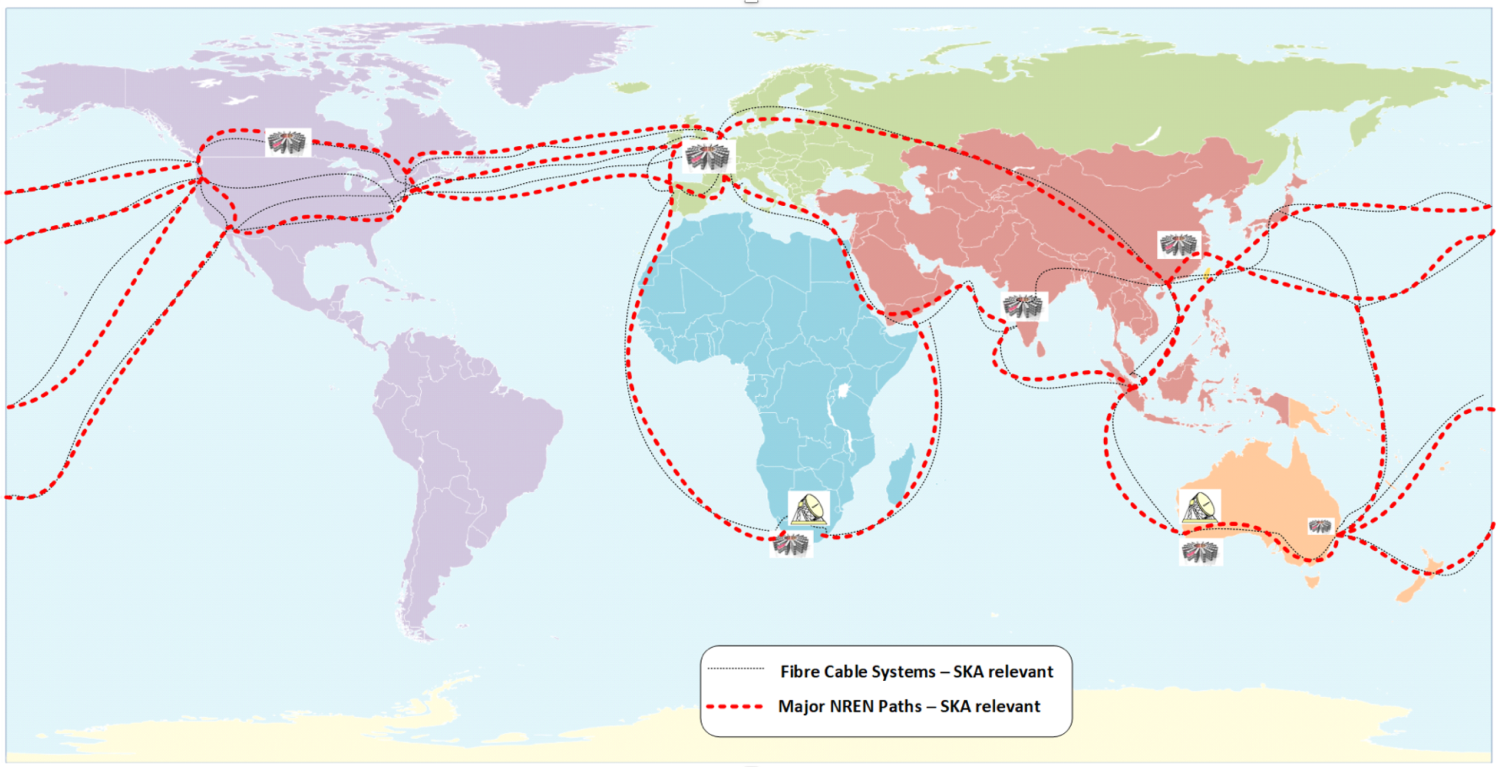 Fibre Cable Systems – SKA relevant
Major NREN Paths – SKA relevant